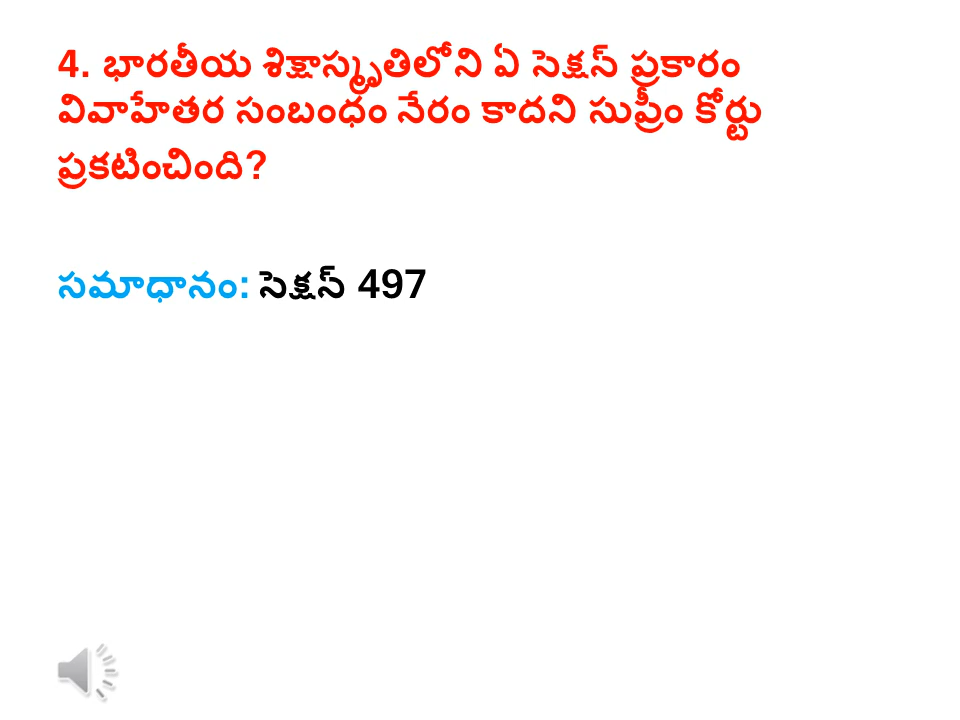 4. భారతీయ శిక్షాస్మృతిలోని ఏ సెక్షన్ ప్రకారం
వివాహేతర సంబంధం నేరం కాదని సుప్రీం కోర్టు
ప్రకటించింది?
సమాధానం: సెక్షన్ 497